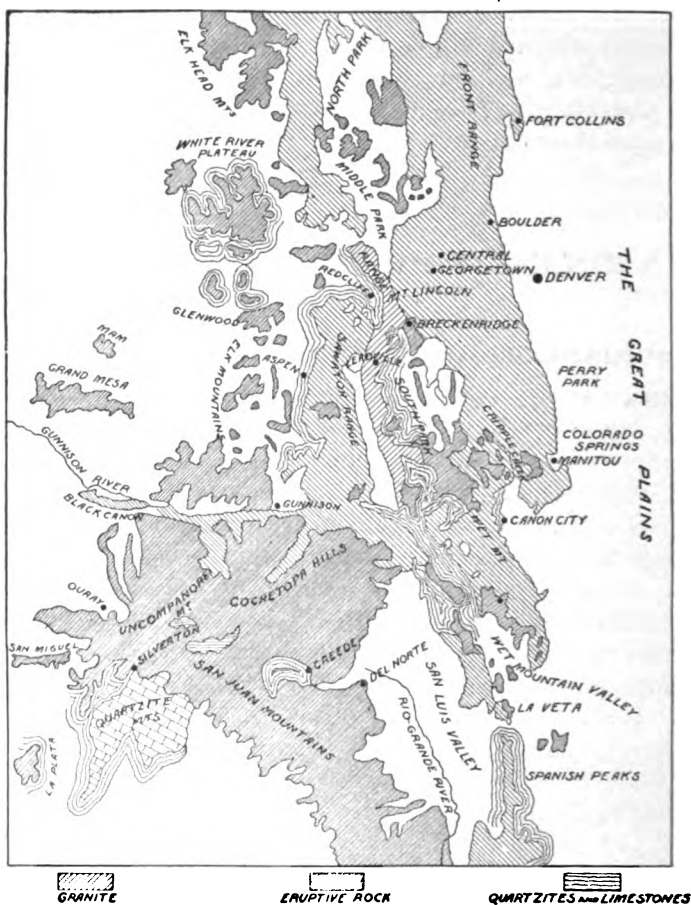 ELK HEAD MTS
NORTH PARK
FRONT RANGE
FORT COLLINS
WHITE RIVER
PLATEAU
MIDDLE PARK
BOULDER
CENTRAL
GEORGETOWN
DENVER
THE GREAT PLAINS
RANGE
REDCLIFF
MT LINCOLN
GLENWOOD
BRECKENRIDGE
MAM
GRAND MESA
ELK MOUNTAINS
ASPEN
SAWATCH RANGE
SOUTH PARK
PERRY
PARK
CRIPPLE CREEK
COLORADO
SPRINGS
MANITOU
GUNNISON
RIVER
BLACK CANON
GUNNISON
CANON CITY
WET MT
OURAY
UNCOMPAHGRE
MT
COCHETOPA HILLS
SAN MIGUEL
SILVERTON
CREEDE
DEL NORTE
SAN LUIS VALLEY
WET MOUNTAIN VALLEY
SAN JUAN MOUNTAINS
QUARTZITE
MTS
RIO GRANDE RIVER
LA VETA
LA PLATA
SPANISH PEAKS
GRANITE
ERUPTIVE ROCK
QUARTZITES AND LIMESTONES